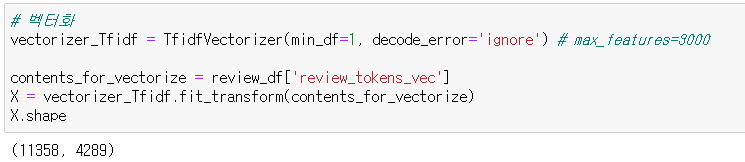 # 벡터화
vectorizer_Tfidf = TfidfVectorizer(min_df=1, decode_error='ignore') # max_features=3000
contents_for_vectorize = review_df['review_tokens_vec']
X = vectorizer_Tfidf.fit_transform(contents_for_vectorize)
X.shape
(11358, 4289)